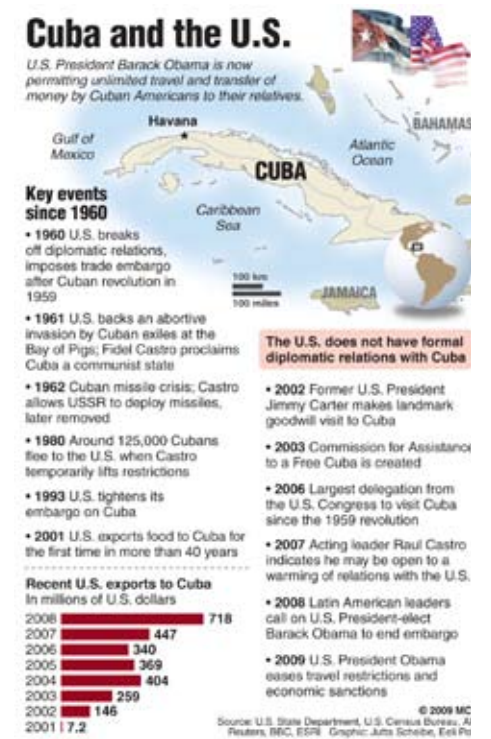 Cuba and the U.S.
U.S. President Barack Obama is now
permitting unlimited travel and transfer of
money by Cuban Americans to their relatives.
Havana
Gulf of
Mexico
BAHAMAS
Atlantic
Ocean
CUBA
Caribbean
Sea
100 km
100 miles
JAMAICA
Key events
since 1960
• 1960 U.S. breaks
off diplomatic relations,
imposes trade embargo
after Cuban revolution in
1959
• 1961 U.S. backs an abortive
invasion by Cuban exiles at the
Bay of Pigs; Fidel Castro proclaims
Cuba a communist state
• 1962 Cuban missile crisis; Castro
allows USSR to deploy missiles,
later removed
• 1980 Around 125,000 Cubans
flee to the U.S. when Castro
temporarily lifts restrictions
• 1993 U.S. tightens its
embargo on Cuba
• 2001 U.S. exports food to Cuba for
the first time in more than 40 years
The U.S. does not have formal
diplomatic relations with Cuba
• 2002 Former U.S. President
Jimmy Carter makes landmark
goodwill visit to Cuba
• 2003 Commission for Assistance
to a Free Cuba is created
• 2006 Largest delegation from
the U.S. Congress to visit Cuba
since the 1959 revolution
• 2007 Acting leader Raul Castro
indicates he may be open to a
warming of relations with the U.S.
• 2008 Latin American leaders
call on U.S. President-elect
Barack Obama to end embargo
• 2009 U.S. President Obama
eases travel restrictions and
economic sanctions
Recent U.S. exports to Cuba
In millions of U.S. dollars
2008 718
2007 447
2006 340
2005 369
2004 404
2003 259
2002 146
2001 7.2
© 2009 MC
Source: U.S. State Department, U.S. Census Bureau,
Reuters, BBC, ESRI Graphic: Jutta Scheibe, Eeli